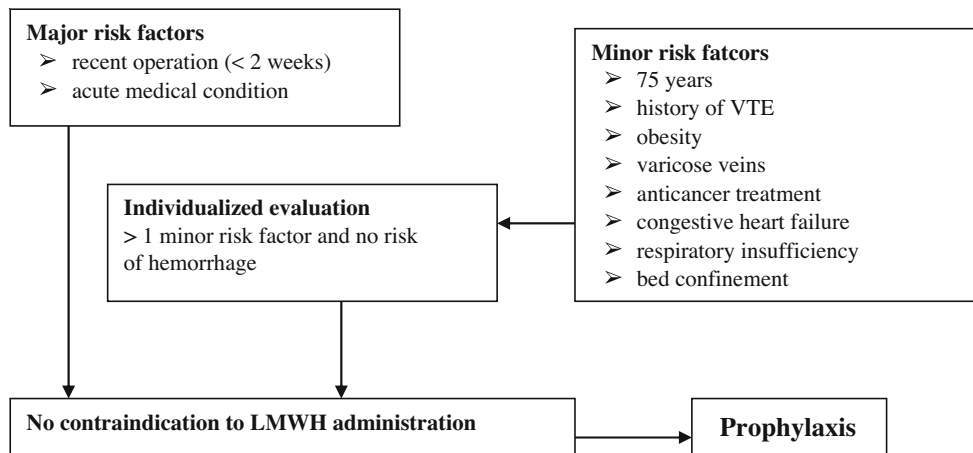 Major risk factors
➢ recent operation (< 2 weeks)
➢ acute medical condition
Minor risk fatcors
➢ 75 years
➢ history of VTE
➢ obesity
➢ varicose veins
➢ anticancer treatment
➢ congestive heart failure
➢ respiratory insufficiency
➢ bed confinement
Individualized evaluation
> 1 minor risk factor and no risk
of hemorrhage
No contraindication to LMWH administration
Prophylaxis